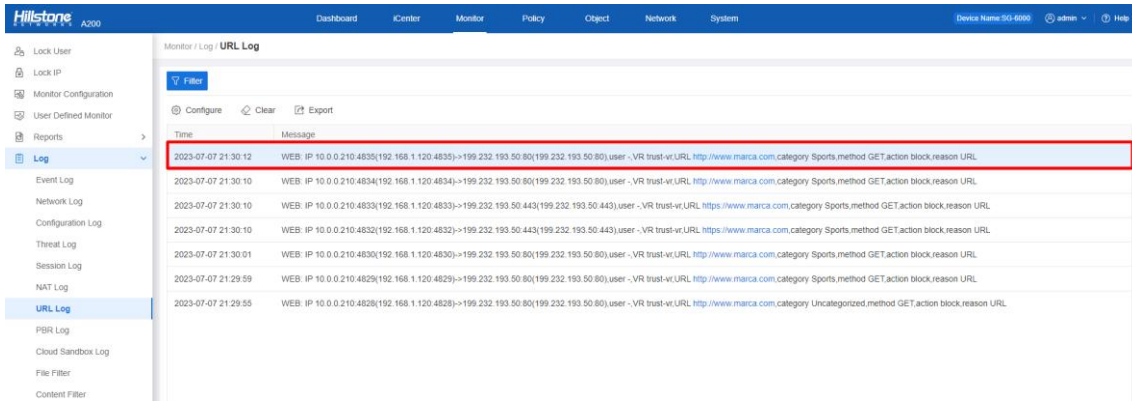 Hillstone NETWORKS A200
Dashboard iCenter Monitor Policy Object Network System
Device Name:SG-6000 admin Help
Lock User
Lock IP
Monitor Configuration
User Defined Monitor
Reports
Log
Event Log
Network Log
Configuration Log
Threat Log
Session Log
NAT Log
URL Log
PBR Log
Cloud Sandbox Log
File Filter
Content Filter
Monitor / Log / URL Log
Filter
Configure Clear Export
Time Message
2023-07-07 21:30:12 WEB: IP 10.0.0.210:4835(192.168.1.120:4835)->199.232.193.50:80(199.232.193.50:80),user -,VR trust-vr,URL http://www.marca.com,category Sports,method GET,action block,reason URL
2023-07-07 21:30:10 WEB: IP 10.0.0.210:4834(192.168.1.120:4834)->199.232.193.50:80(199.232.193.50:80),user -,VR trust-vr,URL http://www.marca.com,category Sports,method GET,action block,reason URL
2023-07-07 21:30:10 WEB: IP 10.0.0.210:4833(192.168.1.120:4833)->199.232.193.50:443(199.232.193.50:443),user -,VR trust-vr,URL https://www.marca.com,category Sports,method GET,action block,reason URL
2023-07-07 21:30:10 WEB: IP 10.0.0.210:4832(192.168.1.120:4832)->199.232.193.50:443(199.232.193.50:443),user -,VR trust-vr,URL https://www.marca.com,category Sports,method GET,action block,reason URL
2023-07-07 21:30:01 WEB: IP 10.0.0.210:4830(192.168.1.120:4830)->199.232.193.50:80(199.232.193.50:80),user -,VR trust-vr,URL http://www.marca.com,category Sports,method GET,action block,reason URL
2023-07-07 21:29:59 WEB: IP 10.0.0.210:4829(192.168.1.120:4829)->199.232.193.50:80(199.232.193.50:80),user -,VR trust-vr,URL http://www.marca.com,category Sports,method GET,action block,reason URL
2023-07-07 21:29:55 WEB: IP 10.0.0.210:4828(192.168.1.120:4828)->199.232.193.50:80(199.232.193.50:80),user -,VR trust-vr,URL http://www.marca.com,category Uncategorized,method GET,action block,reason URL